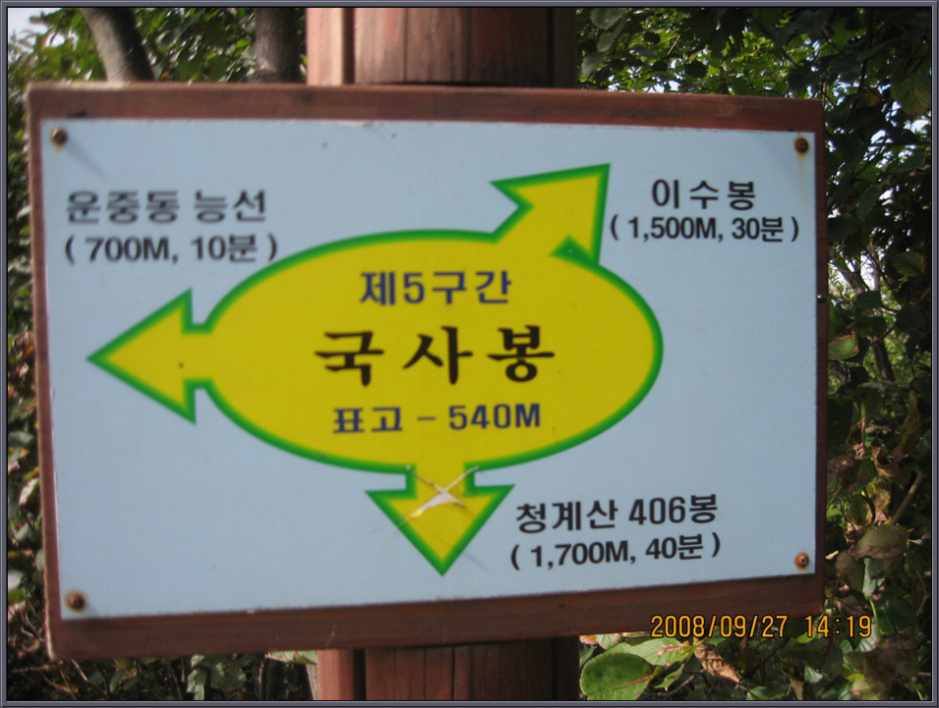 운중동 능선
( 700M, 10분 )
이 수 봉
( 1,500M, 30분 )
제5구간
국 사 봉
표고 - 540M
청계산 406봉
( 1,700M, 40분 )
2008/09/27 14:19